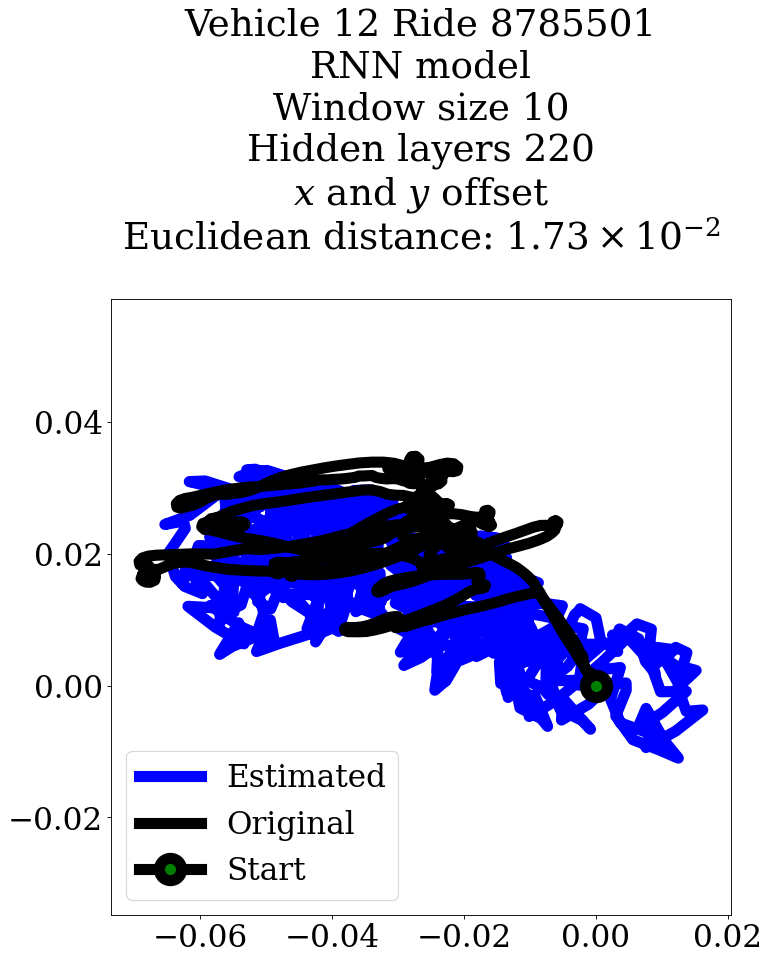 Vehicle 12 Ride 8785501
RNN model
Window size 10
Hidden layers 220
x and y offset
Euclidean distance: 1.73 × 10⁻²
0.04
0.02
0.00
−0.02
Estimated
Original
Start
−0.06 −0.04 −0.02 0.00 0.02